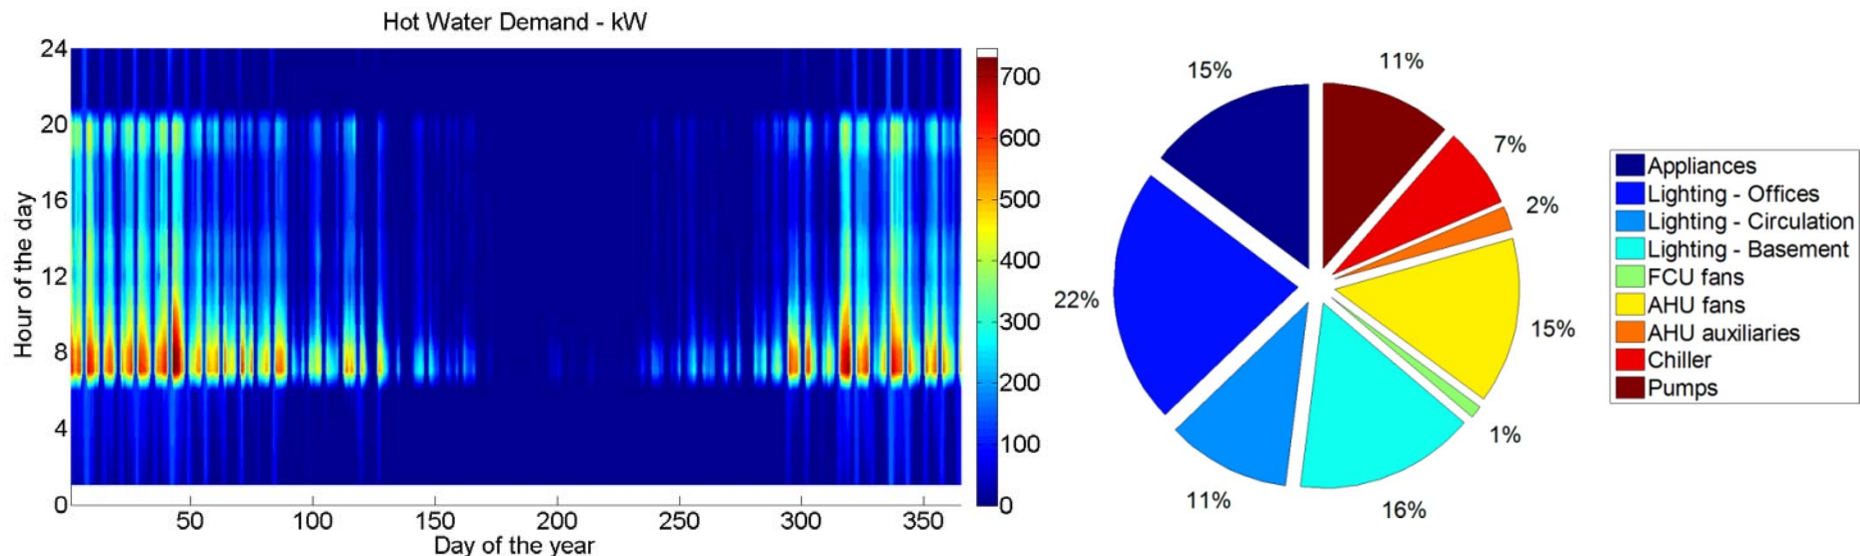 Hot Water Demand - kW
24
20
16
12
8
4
0
Hour of the day
50
100
150
200
250
300
350
Day of the year
700
600
500
400
300
200
100
0
15%
11%
7%
2%
15%
1%
16%
11%
22%
Appliances
Lighting - Offices
Lighting - Circulation
Lighting - Basement
FCU fans
AHU fans
AHU auxiliaries
Chiller
Pumps